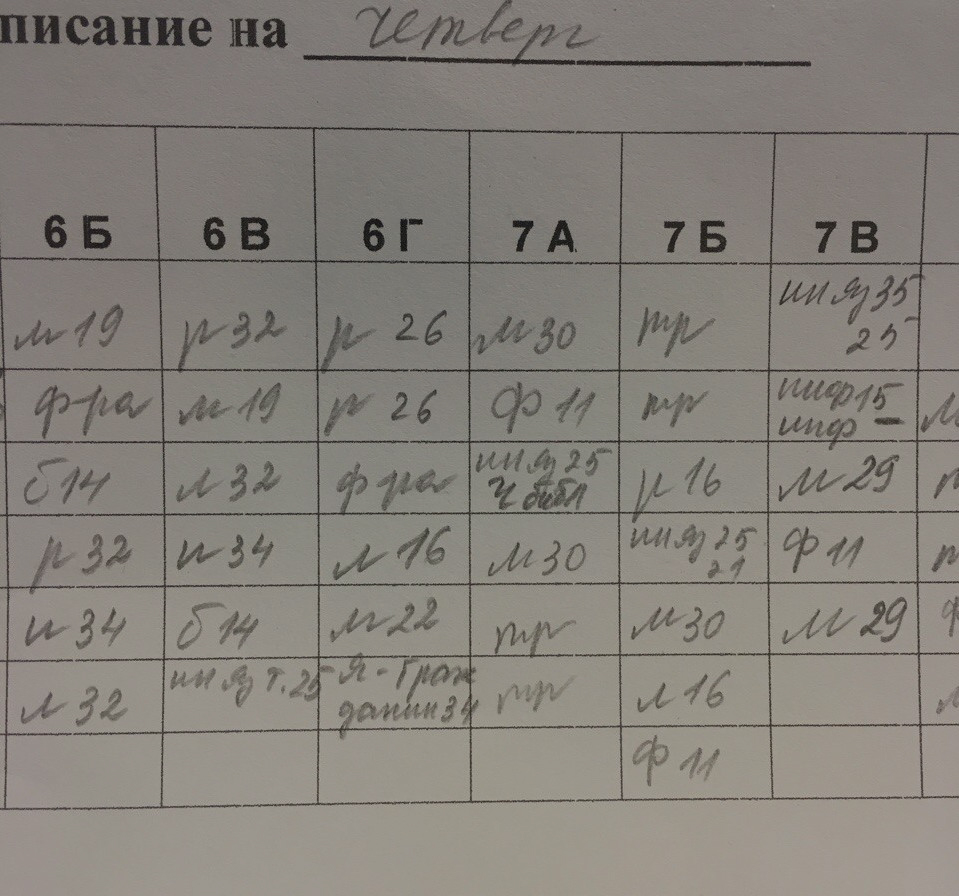 писание на четверг
6 Б 6 В 6 Г 7 А 7 Б 7 В
м 19 р 32 р 26 м 30 тр ин яз 35
25
ф-ра м 19 р 26 Ф 11 тр инф 15
инф –
б 14 л 32 ф-ра ин яз 25 р 16 м 29
Ч библ
р 32 и 34 л 16 м 30 ин яз 25 Ф 11
21
и 34 б 14 м 22 тр м 30 м 29
л 32 ин яз т. 25 Я - Граж тр л 16
данин 34
Ф 11